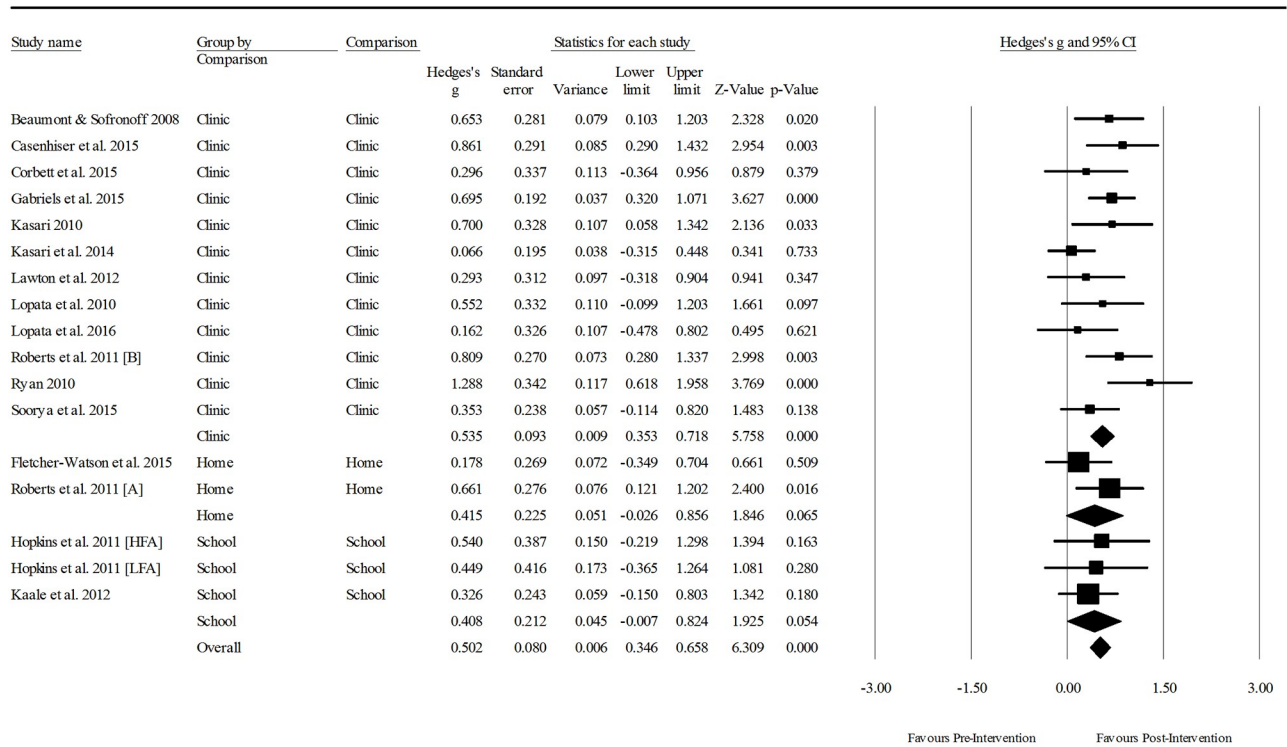 Study name Group by Comparison Statistics for each study Hedges's g and 95% CI
Comparison
Hedges's Standard Lower Upper
g error Variance limit limit Z-Value p-Value
Beaumont & Sofronoff 2008 Clinic Clinic 0.653 0.281 0.079 0.103 1.203 2.328 0.020
Casenhiser et al. 2015 Clinic Clinic 0.861 0.291 0.085 0.290 1.432 2.954 0.003
Corbett et al. 2015 Clinic Clinic 0.296 0.337 0.113 -0.364 0.956 0.879 0.379
Gabriels et al. 2015 Clinic Clinic 0.695 0.192 0.037 0.320 1.071 3.627 0.000
Kasari 2010 Clinic Clinic 0.700 0.328 0.107 0.058 1.342 2.136 0.033
Kasari et al. 2014 Clinic Clinic 0.066 0.195 0.038 -0.315 0.448 0.341 0.733
Lawton et al. 2012 Clinic Clinic 0.293 0.312 0.097 -0.318 0.904 0.941 0.347
Lopata et al. 2010 Clinic Clinic 0.552 0.332 0.110 -0.099 1.203 1.661 0.097
Lopata et al. 2016 Clinic Clinic 0.162 0.326 0.107 -0.478 0.802 0.495 0.621
Roberts et al. 2011 [B] Clinic Clinic 0.809 0.270 0.073 0.280 1.337 2.998 0.003
Ryan 2010 Clinic Clinic 1.288 0.342 0.117 0.618 1.958 3.769 0.000
Soorya et al. 2015 Clinic Clinic 0.353 0.238 0.057 -0.114 0.820 1.483 0.138
Clinic 0.535 0.093 0.009 0.353 0.718 5.758 0.000
Fletcher-Watson et al. 2015 Home Home 0.178 0.269 0.072 -0.349 0.704 0.661 0.509
Roberts et al. 2011 [A] Home Home 0.661 0.276 0.076 0.121 1.202 2.400 0.016
Home 0.415 0.225 0.051 -0.026 0.856 1.846 0.065
Hopkins et al. 2011 [HFA] School School 0.540 0.387 0.150 -0.219 1.298 1.394 0.163
Hopkins et al. 2011 [LFA] School School 0.449 0.416 0.173 -0.365 1.264 1.081 0.280
Kaale et al. 2012 School School 0.326 0.243 0.059 -0.150 0.803 1.342 0.180
School 0.408 0.212 0.045 -0.007 0.824 1.925 0.054
Overall 0.502 0.080 0.006 0.346 0.658 6.309 0.000
-3.00 -1.50 0.00 1.50 3.00
Favours Pre-Intervention Favours Post-Intervention